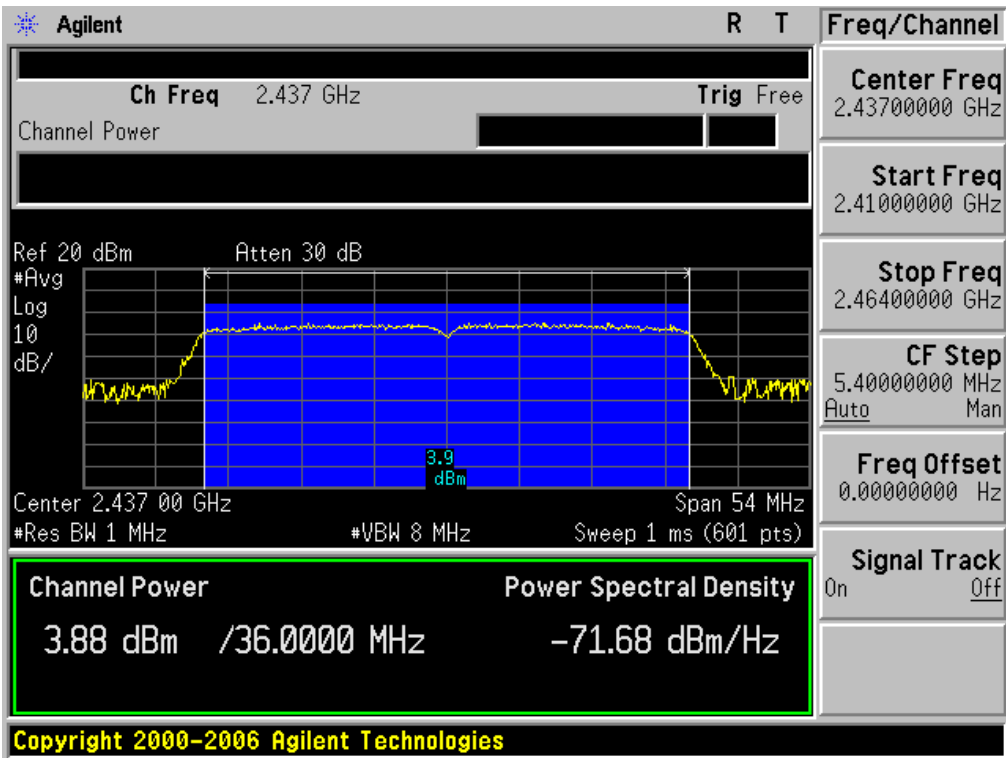 Agilent R T
Ch Freq 2.437 GHz Trig Free
Channel Power
Ref 20 dBm Atten 30 dB
#Avg
Log
10
dB/
3.9
dBm
Center 2.437 00 GHz Span 54 MHz
#Res BW 1 MHz #VBW 8 MHz Sweep 1 ms (601 pts)
Channel Power Power Spectral Density
3.88 dBm /36.0000 MHz -71.68 dBm/Hz
Copyright 2000-2006 Agilent Technologies
Freq/Channel
Center Freq
2.43700000 GHz
Start Freq
2.41000000 GHz
Stop Freq
2.46400000 GHz
CF Step
5.40000000 MHz
Auto Man
Freq Offset
0.00000000 Hz
Signal Track
On Off